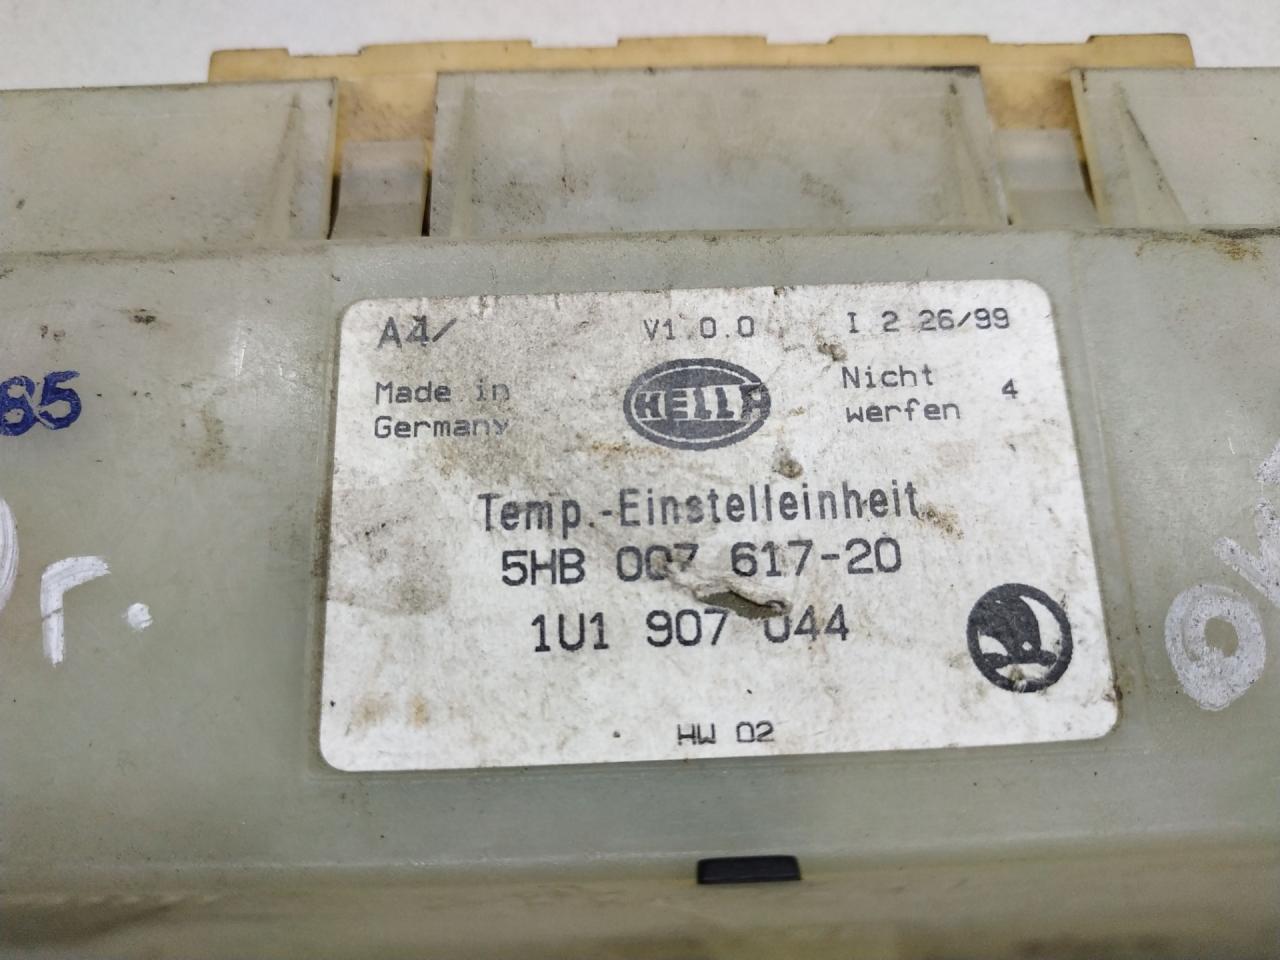 A4/ V1.0.0 I 2 26/99
Made in Germany
HELLA
Nicht werfen 4
Temp.-Einstelleinheit
5HB 007 617-20
1U1 907 044
HW 02
85
г.